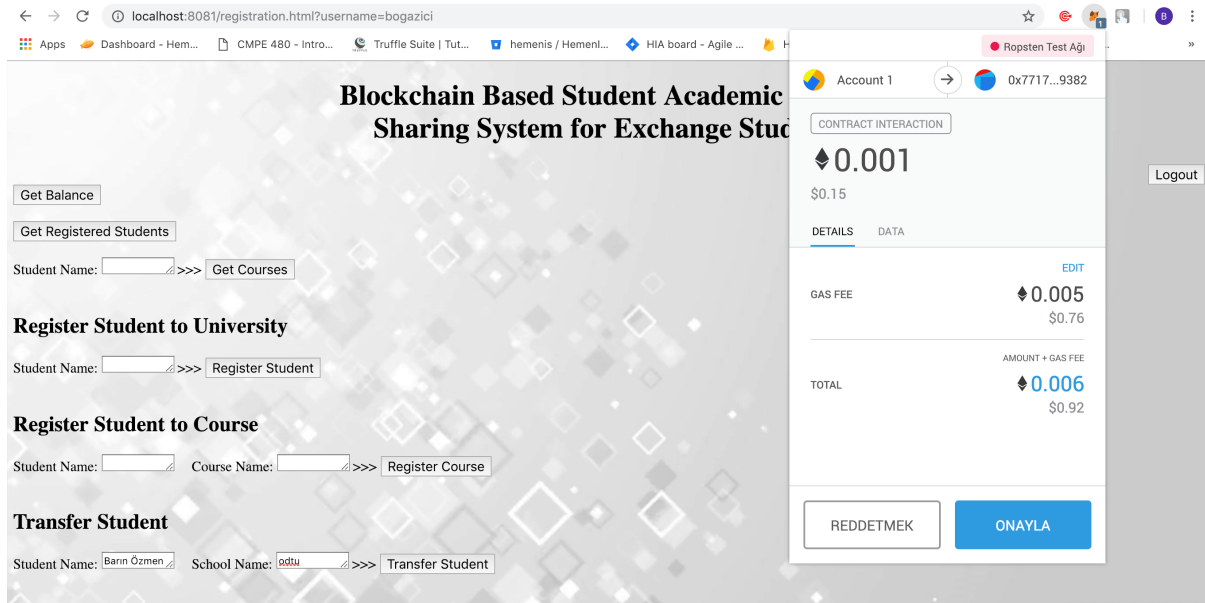 localhost:8081/registration.html?username=bogazici
1
B
Apps
Dashboard - Hem...
CMPE 480 - Intro...
Truffle Suite | Tut...
hemenis / Hemenl...
HIA board - Agile ...
H
»
Blockchain Based Student Academic
Sharing System for Exchange Stud
Logout
Get Balance
Get Registered Students
Student Name: >>> Get Courses
Register Student to University
Student Name: >>> Register Student
Register Student to Course
Student Name: Course Name: >>> Register Course
Transfer Student
Student Name: Barın Özmen School Name: odtu >>> Transfer Student
Ropsten Test Ağı
Account 1
0x7717...9382
CONTRACT INTERACTION
0.001
$0.15
DETAILS DATA
EDIT
GAS FEE 0.005
$0.76
AMOUNT + GAS FEE
TOTAL 0.006
$0.92
REDDETMEK ONAYLA